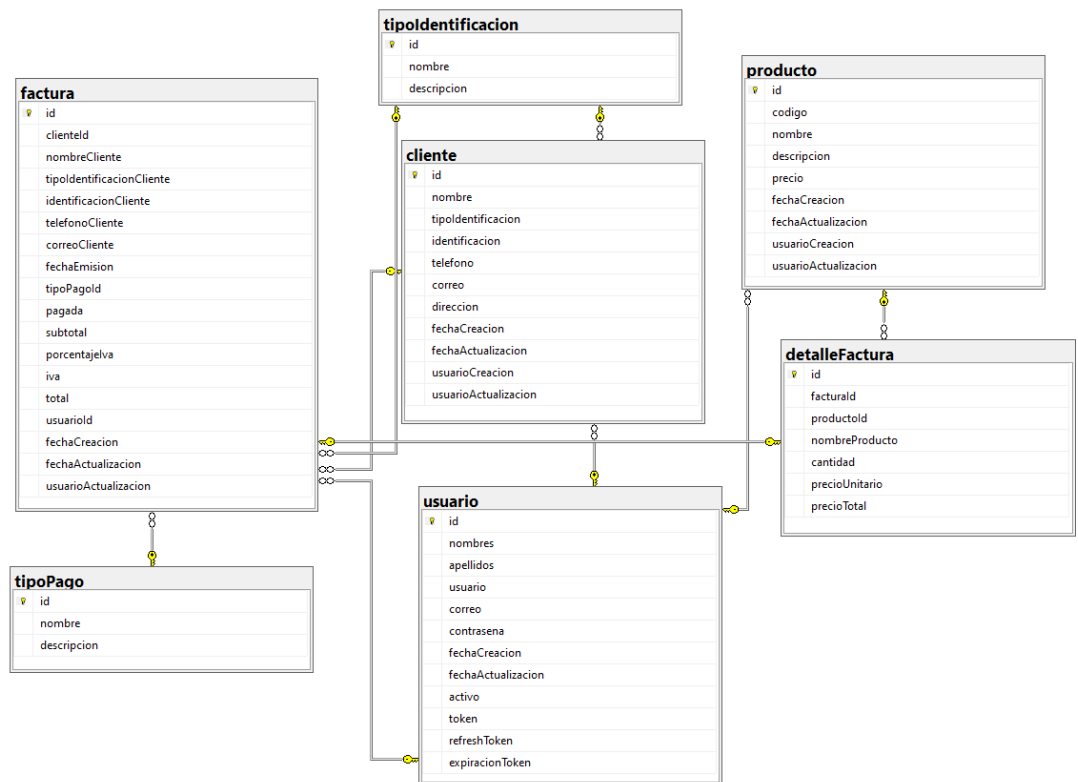 tipoIdentificacion
id
nombre
descripcion
factura
id
clienteId
nombreCliente
tipoIdentificacionCliente
identificacionCliente
telefonoCliente
correoCliente
fechaEmision
tipoPagoId
pagada
subtotal
porcentajeIva
iva
total
usuarioId
fechaCreacion
fechaActualizacion
usuarioActualizacion
cliente
id
nombre
tipoIdentificacion
identificacion
telefono
correo
direccion
fechaCreacion
fechaActualizacion
usuarioCreacion
usuarioActualizacion
producto
id
codigo
nombre
descripcion
precio
fechaCreacion
fechaActualizacion
usuarioCreacion
usuarioActualizacion
detalleFactura
id
facturaId
productoId
nombreProducto
cantidad
precioUnitario
precioTotal
tipoPago
id
nombre
descripcion
usuario
id
nombres
apellidos
usuario
correo
contrasena
fechaCreacion
fechaActualizacion
activo
token
refreshToken
expiracionToken